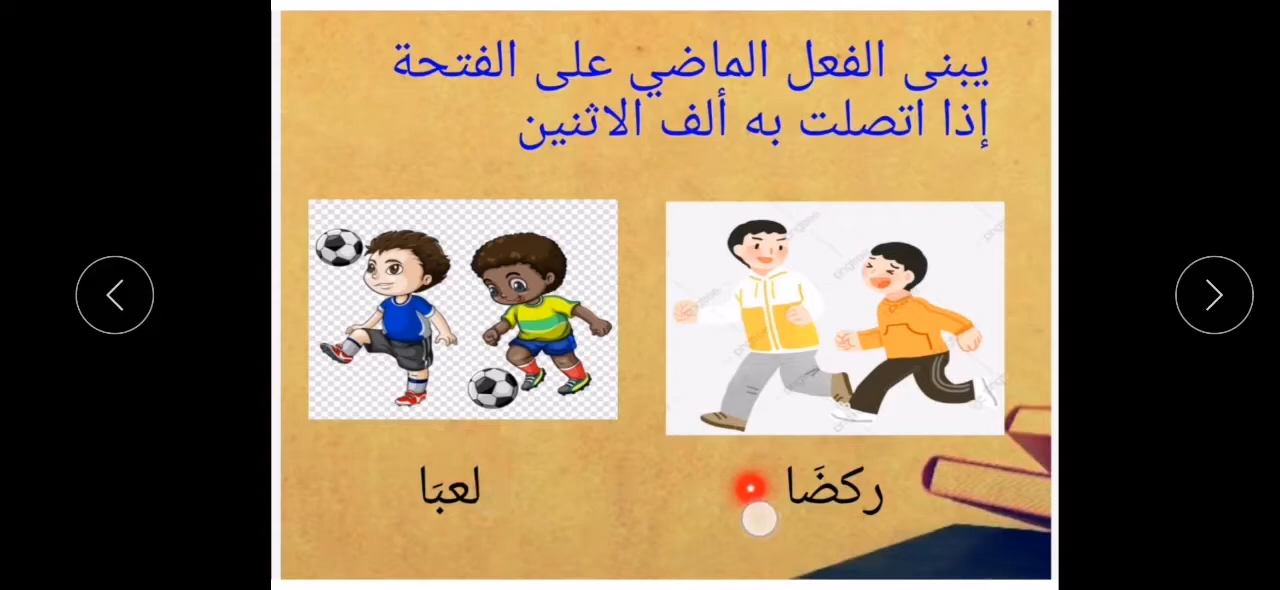 يبنى الفعل الماضي على الفتحة
إذا اتصلت به ألف الاثنين
ركضَا
لعبَا